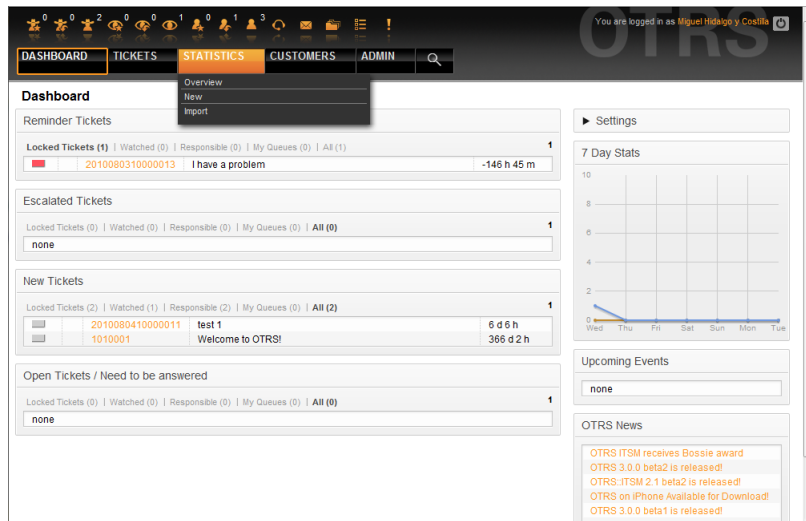 0 0 2 0 0 1 0 1 3
You are logged in as Miguel Hidalgo y Costilla
OTRS
DASHBOARD TICKETS STATISTICS CUSTOMERS ADMIN
Overview
New
Import
Dashboard
Reminder Tickets
Locked Tickets (1) | Watched (0) | Responsible (0) | My Queues (0) | All (1) 1
2010080310000013 I have a problem -146 h 45 m
Escalated Tickets
Locked Tickets (0) | Watched (0) | Responsible (0) | My Queues (0) | All (0) 1
none
New Tickets
Locked Tickets (2) | Watched (1) | Responsible (2) | My Queues (0) | All (2) 1
2010080410000011 test 1 6 d 6 h
1010001 Welcome to OTRS! 366 d 2 h
Open Tickets / Need to be answered
Locked Tickets (0) | Watched (0) | Responsible (0) | My Queues (0) | All (0) 1
none
Settings
7 Day Stats
10
8
6
4
2
0
Wed Thu Fri Sat Sun Mon Tue
Upcoming Events
none
OTRS News
OTRS ITSM receives Bossie award
OTRS 3.0.0 beta2 is released!
OTRS::ITSM 2.1 beta2 is released!
OTRS on iPhone Available for Download!
OTRS 3.0.0 beta1 is released!